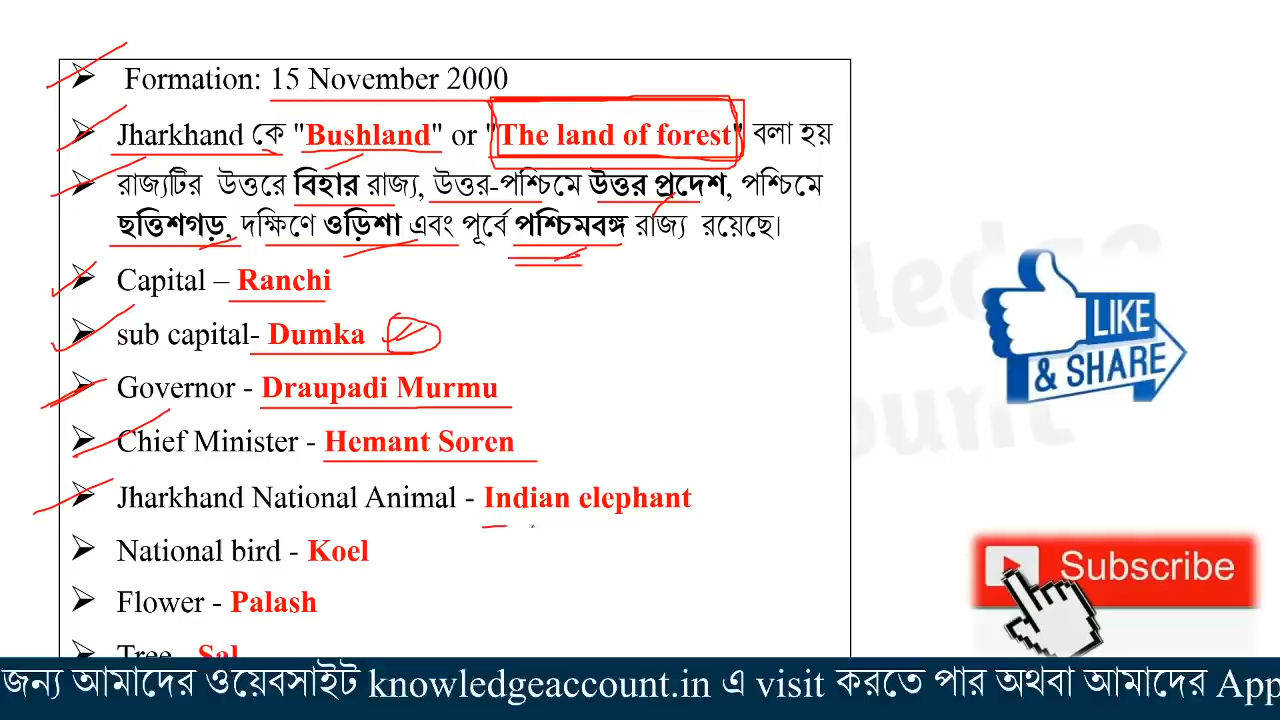 Formation: 15 November 2000
Jharkhand কে "Bushland" or "The land of forest" বলা হয়
রাজ্যটির উত্তরে বিহার রাজ্য, উত্তর-পশ্চিমে উত্তর প্রদেশ, পশ্চিমে
ছত্তিশগড়, দক্ষিণে ওড়িশা এবং পূর্বে পশ্চিমবঙ্গ রাজ্য রয়েছে।
Capital – Ranchi
sub capital- Dumka
Governor - Draupadi Murmu
Chief Minister - Hemant Soren
Jharkhand National Animal - Indian elephant
National bird - Koel
Flower - Palash
Tree - Sal
LIKE
& SHARE
Subscribe
জন্য আমাদের ওয়েবসাইট knowledgeaccount.in এ visit করতে পার অথবা আমাদের App